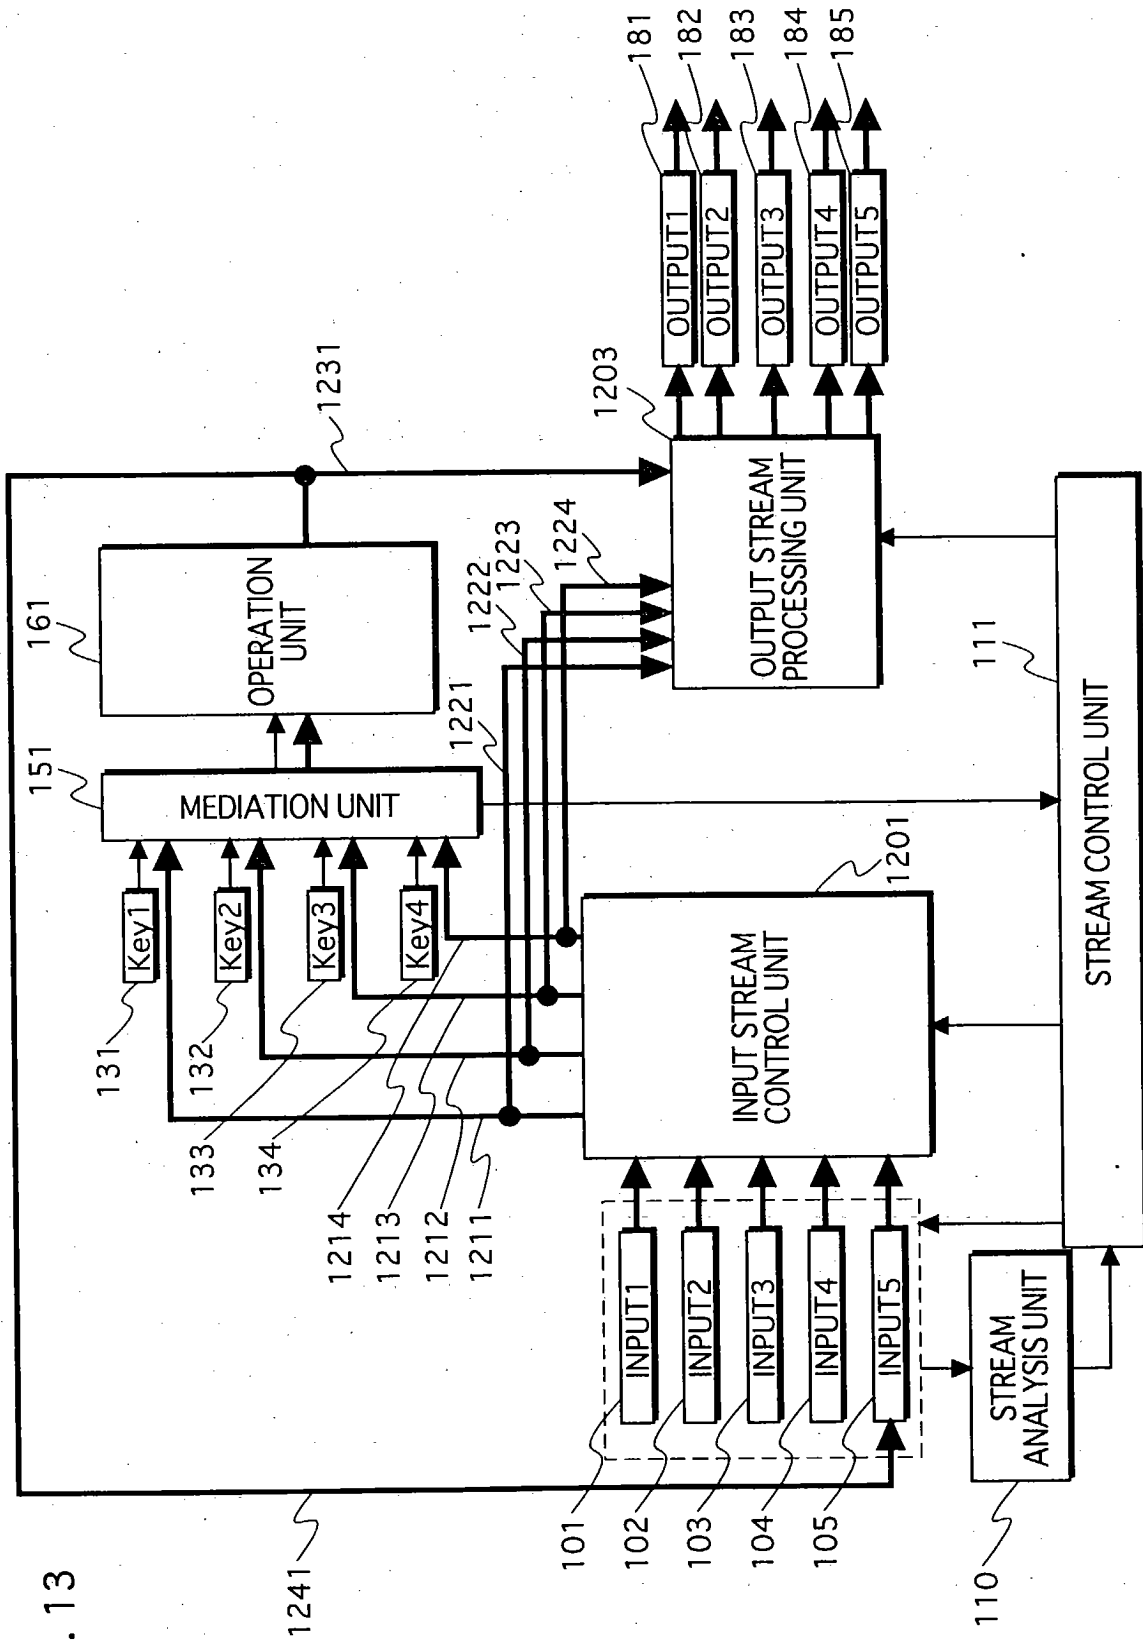 . 13
1241
1231
161
OPERATION
UNIT
151
MEDIATION UNIT
Key1
Key2
Key3
Key4
131
132
133
134
1214
1213
1212
1211
1221
1222
1223
1224
1203
OUTPUT STREAM
PROCESSING UNIT
OUTPUT1
OUTPUT2
OUTPUT3
OUTPUT4
OUTPUT5
181
182
183
184
185
1201
INPUT STREAM
CONTROL UNIT
INPUT1
INPUT2
INPUT3
INPUT4
INPUT5
101
102
103
104
105
110
STREAM
ANALYSIS UNIT
111
STREAM CONTROL UNIT